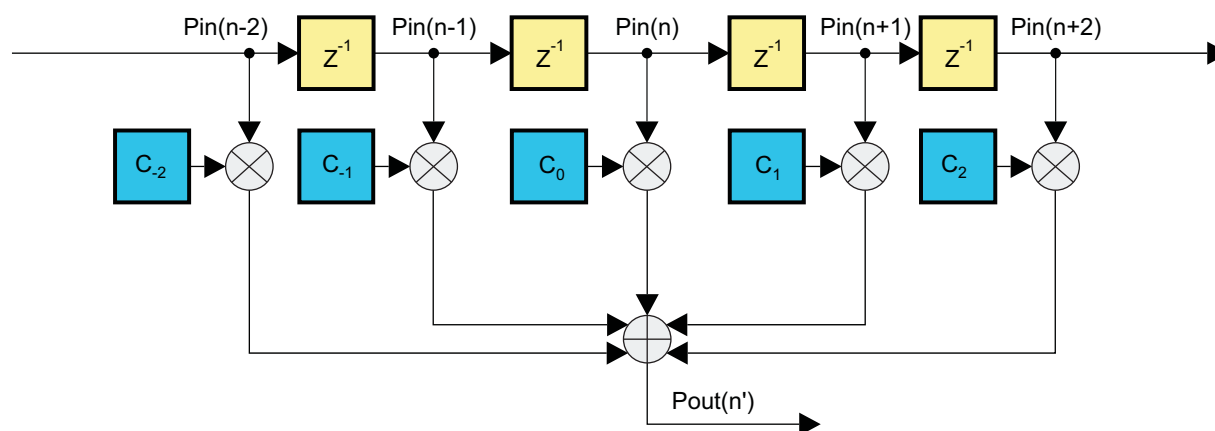 Pin(n-2)
Pin(n-1)
Pin(n)
Pin(n+1)
Pin(n+2)
Z-1
Z-1
Z-1
Z-1
C-2
C-1
C0
C1
C2
Pout(n')